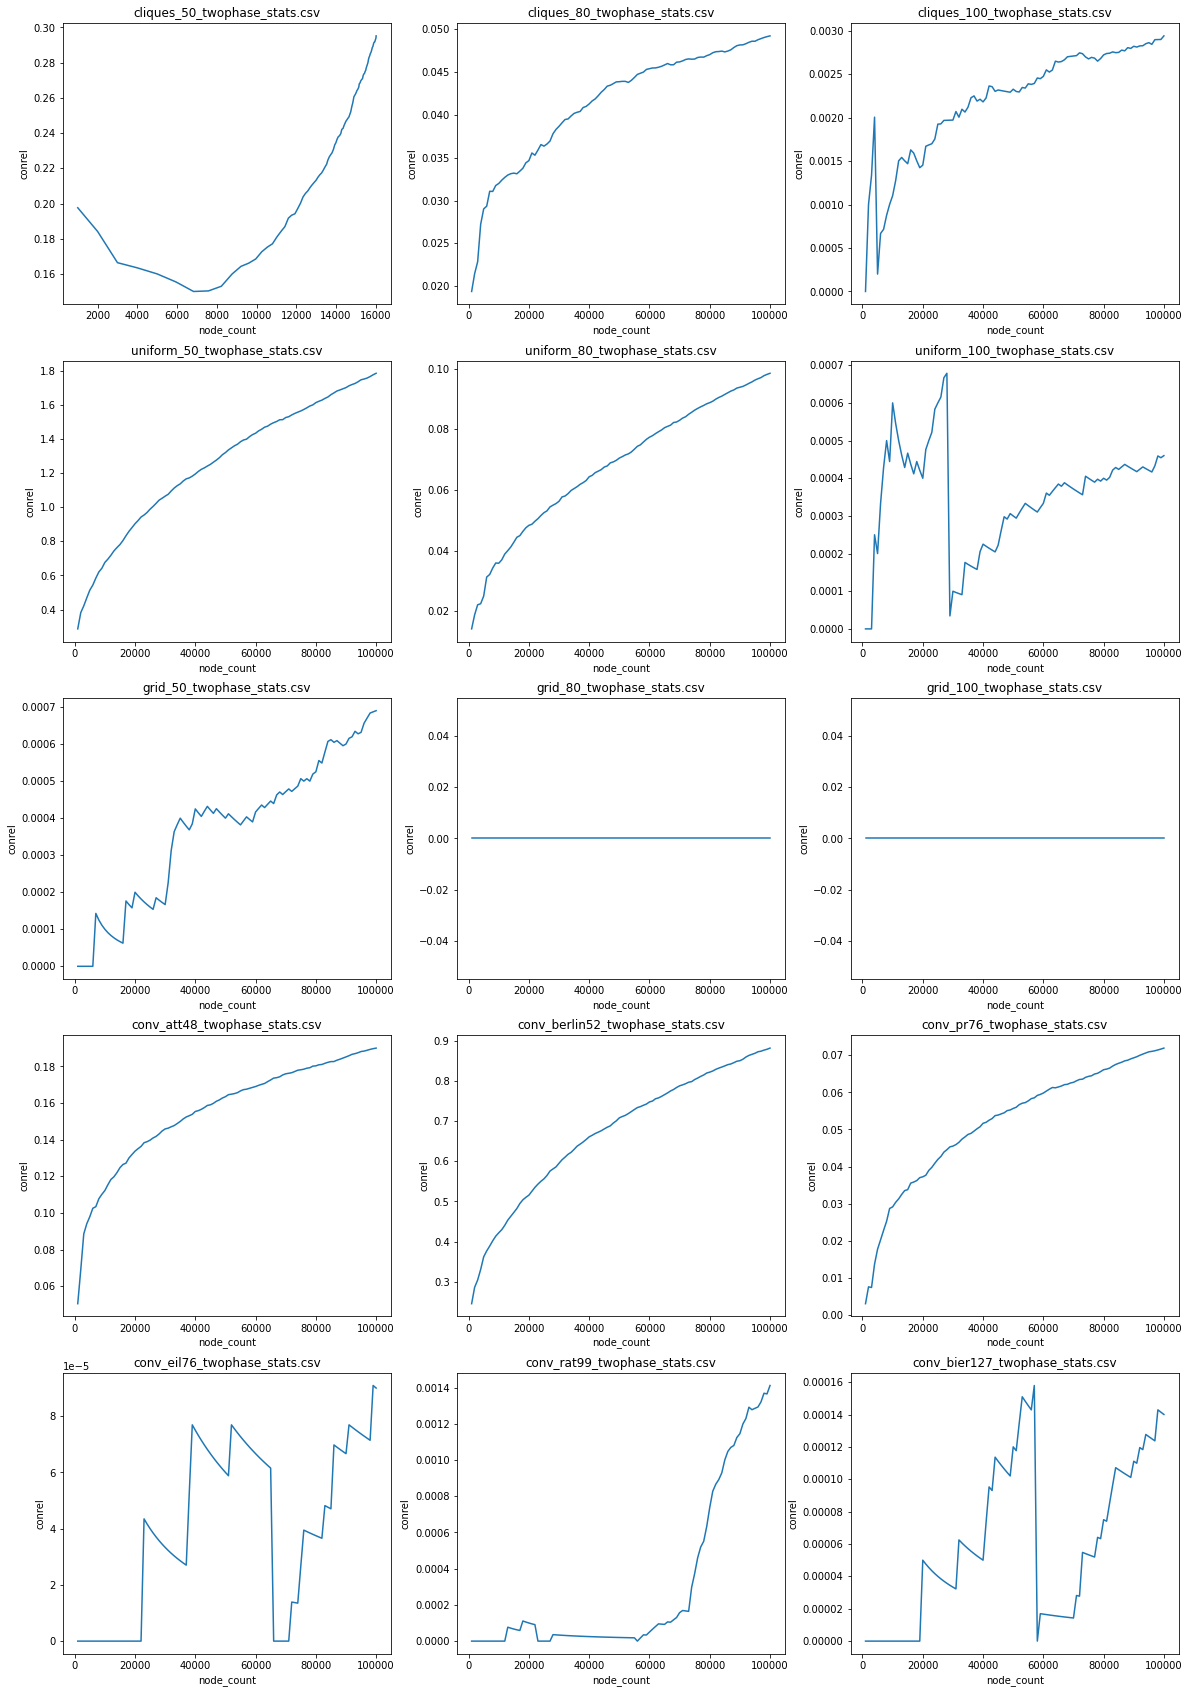 cliques_50_twophase_stats.csv
0.30
0.28
0.26
0.24
0.22
0.20
0.18
0.16
conrel
2000 4000 6000 8000 10000 12000 14000 16000
node_count
cliques_80_twophase_stats.csv
0.050
0.045
0.040
0.035
0.030
0.025
0.020
conrel
0 20000 40000 60000 80000 100000
node_count
cliques_100_twophase_stats.csv
0.0030
0.0025
0.0020
0.0015
0.0010
0.0005
0.0000
conrel
0 20000 40000 60000 80000 100000
node_count
uniform_50_twophase_stats.csv
1.8
1.6
1.4
1.2
1.0
0.8
0.6
0.4
conrel
0 20000 40000 60000 80000 100000
node_count
uniform_80_twophase_stats.csv
0.10
0.08
0.06
0.04
0.02
conrel
0 20000 40000 60000 80000 100000
node_count
uniform_100_twophase_stats.csv
0.0007
0.0006
0.0005
0.0004
0.0003
0.0002
0.0001
0.0000
conrel
0 20000 40000 60000 80000 100000
node_count
grid_50_twophase_stats.csv
0.0007
0.0006
0.0005
0.0004
0.0003
0.0002
0.0001
0.0000
conrel
0 20000 40000 60000 80000 100000
node_count
grid_80_twophase_stats.csv
0.04
0.02
0.00
−0.02
−0.04
conrel
0 20000 40000 60000 80000 100000
node_count
grid_100_twophase_stats.csv
0.04
0.02
0.00
−0.02
−0.04
conrel
0 20000 40000 60000 80000 100000
node_count
conv_att48_twophase_stats.csv
0.18
0.16
0.14
0.12
0.10
0.08
0.06
conrel
0 20000 40000 60000 80000 100000
node_count
conv_berlin52_twophase_stats.csv
0.9
0.8
0.7
0.6
0.5
0.4
0.3
conrel
0 20000 40000 60000 80000 100000
node_count
conv_pr76_twophase_stats.csv
0.07
0.06
0.05
0.04
0.03
0.02
0.01
0.00
conrel
0 20000 40000 60000 80000 100000
node_count
conv_eil76_twophase_stats.csv
1e−5
8
6
4
2
0
conrel
0 20000 40000 60000 80000 100000
node_count
conv_rat99_twophase_stats.csv
0.0014
0.0012
0.0010
0.0008
0.0006
0.0004
0.0002
0.0000
conrel
0 20000 40000 60000 80000 100000
node_count
conv_bier127_twophase_stats.csv
0.00016
0.00014
0.00012
0.00010
0.00008
0.00006
0.00004
0.00002
0.00000
conrel
0 20000 40000 60000 80000 100000
node_count